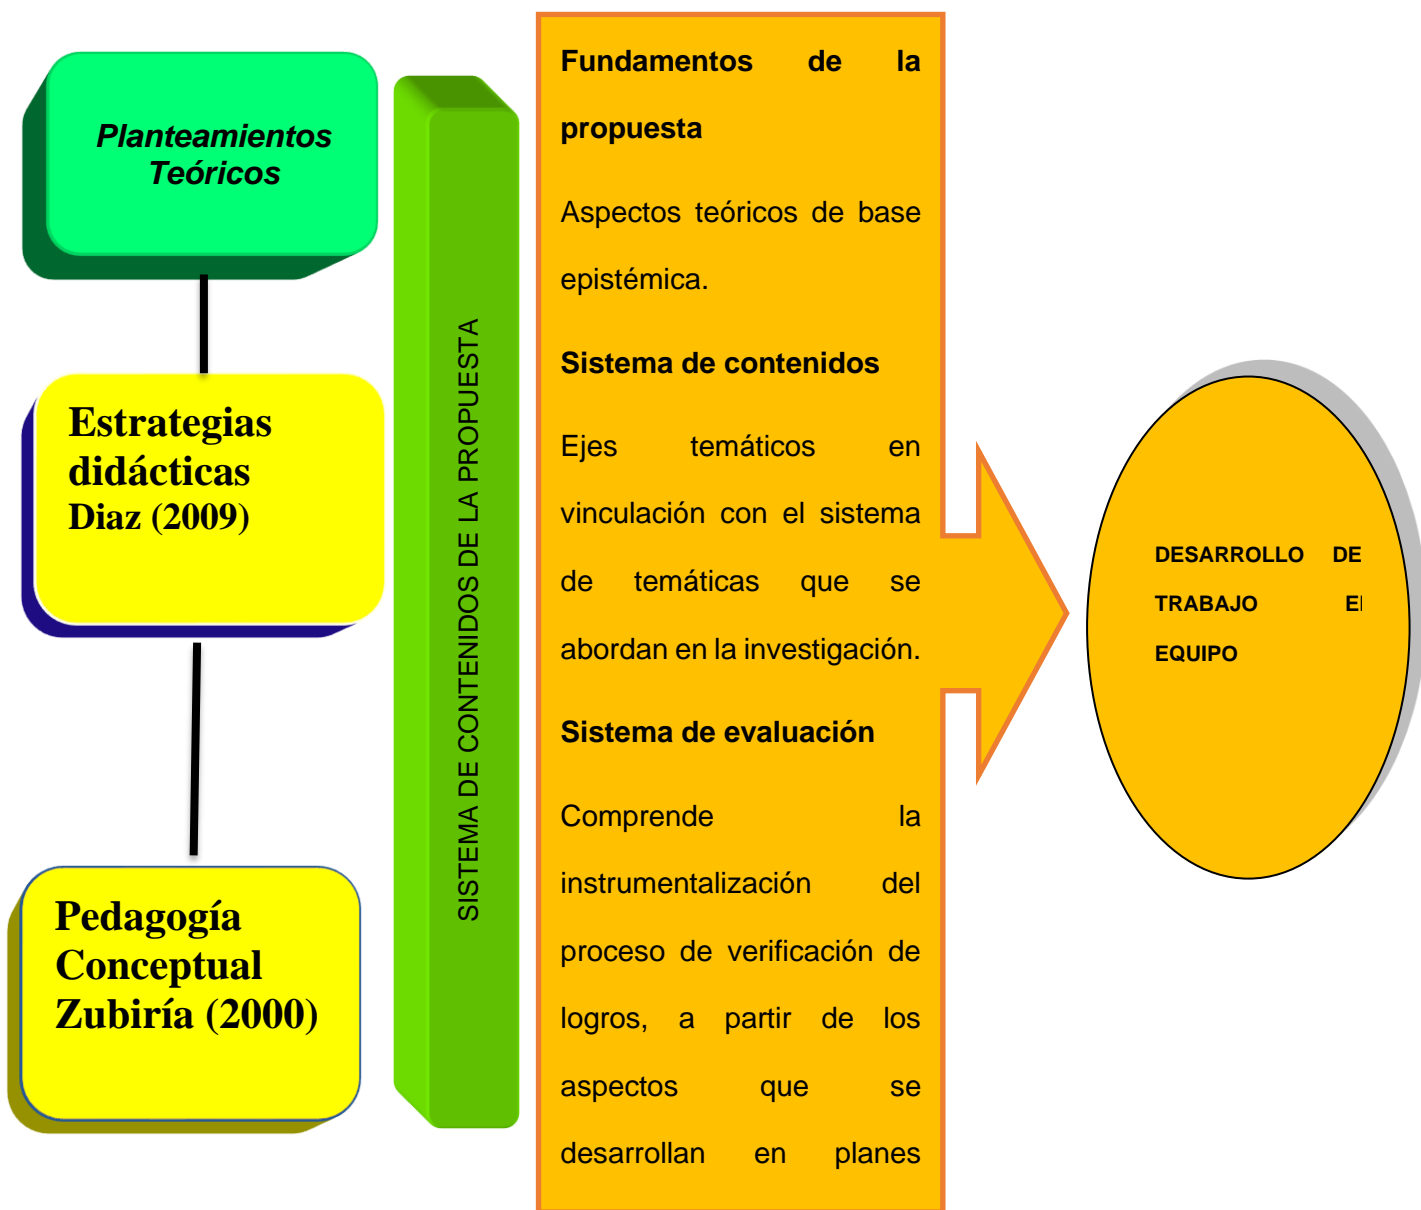 Planteamientos
Teóricos
Estrategias
didácticas
Diaz (2009)
Pedagogía
Conceptual
Zubiría (2000)
SISTEMA DE CONTENIDOS DE LA PROPUESTA
Fundamentos de la
propuesta
Aspectos teóricos de base
epistémica.
Sistema de contenidos
Ejes temáticos en
vinculación con el sistema
de temáticas que se
abordan en la investigación.
Sistema de evaluación
Comprende la
instrumentalización del
proceso de verificación de
logros, a partir de los
aspectos que se
desarrollan en planes
DESARROLLO DE
TRABAJO
EQUIPO